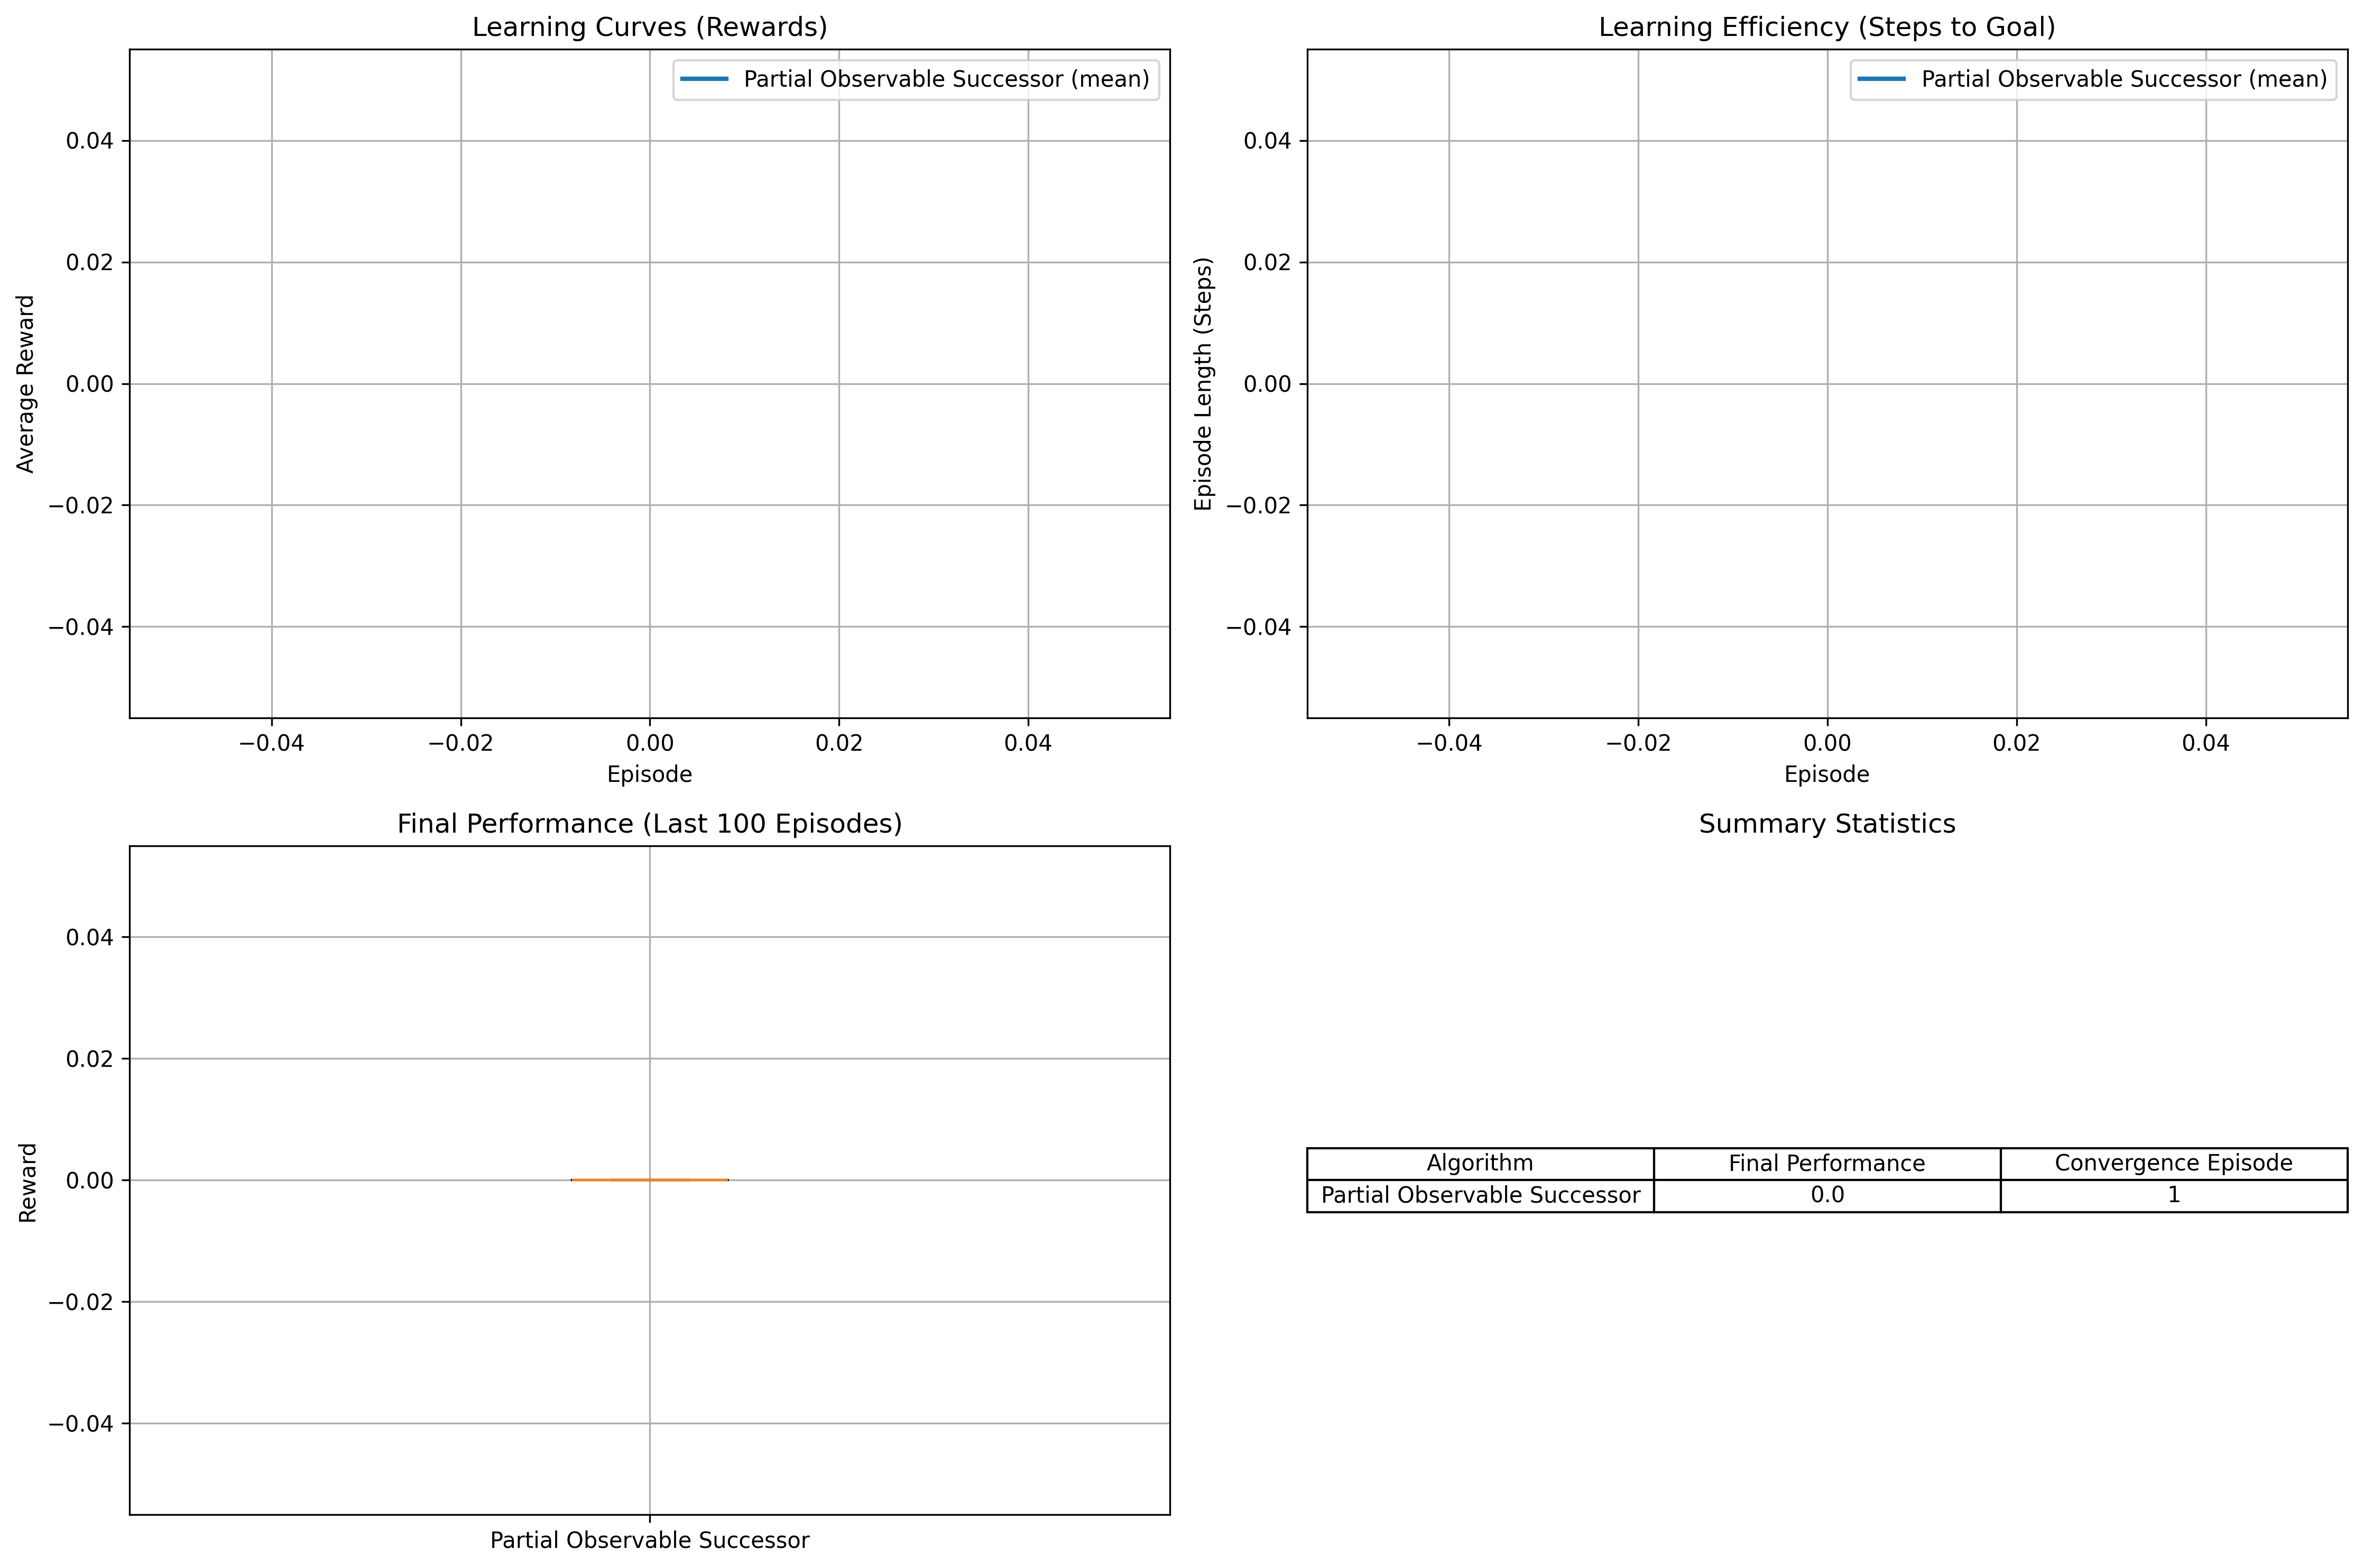 Learning Curves (Rewards)
Partial Observable Successor (mean)
Average Reward
0.04
0.02
0.00
−0.02
−0.04
−0.04 −0.02 0.00 0.02 0.04
Episode
Learning Efficiency (Steps to Goal)
Partial Observable Successor (mean)
Episode Length (Steps)
0.04
0.02
0.00
−0.02
−0.04
−0.04 −0.02 0.00 0.02 0.04
Episode
Final Performance (Last 100 Episodes)
Reward
0.04
0.02
0.00
−0.02
−0.04
Partial Observable Successor
Summary Statistics
Algorithm Final Performance Convergence Episode
Partial Observable Successor 0.0 1